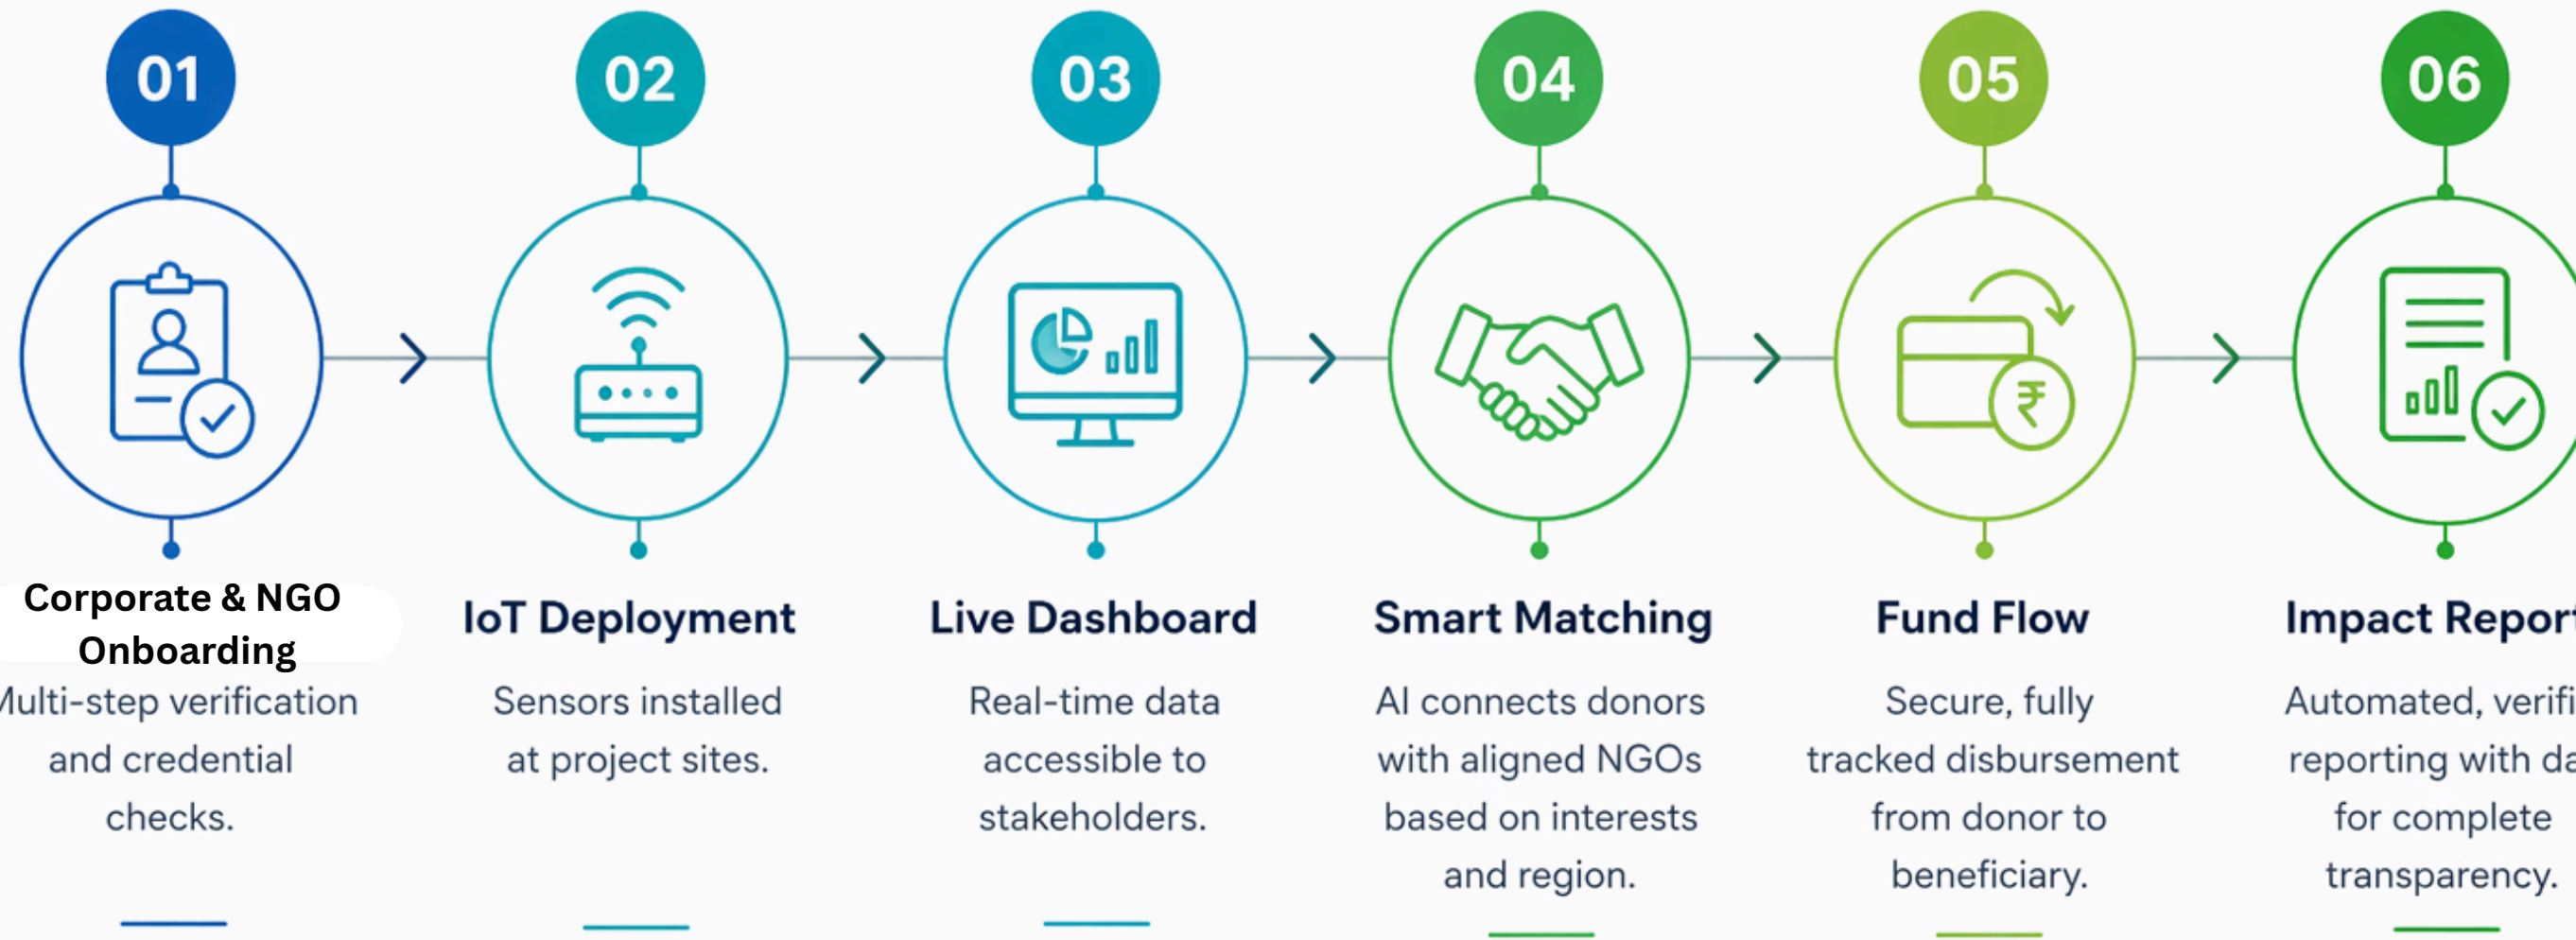 01
02
03
04
05
06
₹
Corporate & NGO
Onboarding
Multi-step verification
and credential
checks.
IoT Deployment
Sensors installed
at project sites.
Live Dashboard
Real-time data
accessible to
stakeholders.
Smart Matching
AI connects donors
with aligned NGOs
based on interests
and region.
Fund Flow
Secure, fully
tracked disbursement
from donor to
beneficiary.
Impact Report
Automated,
reporting with
for complete
transparency.